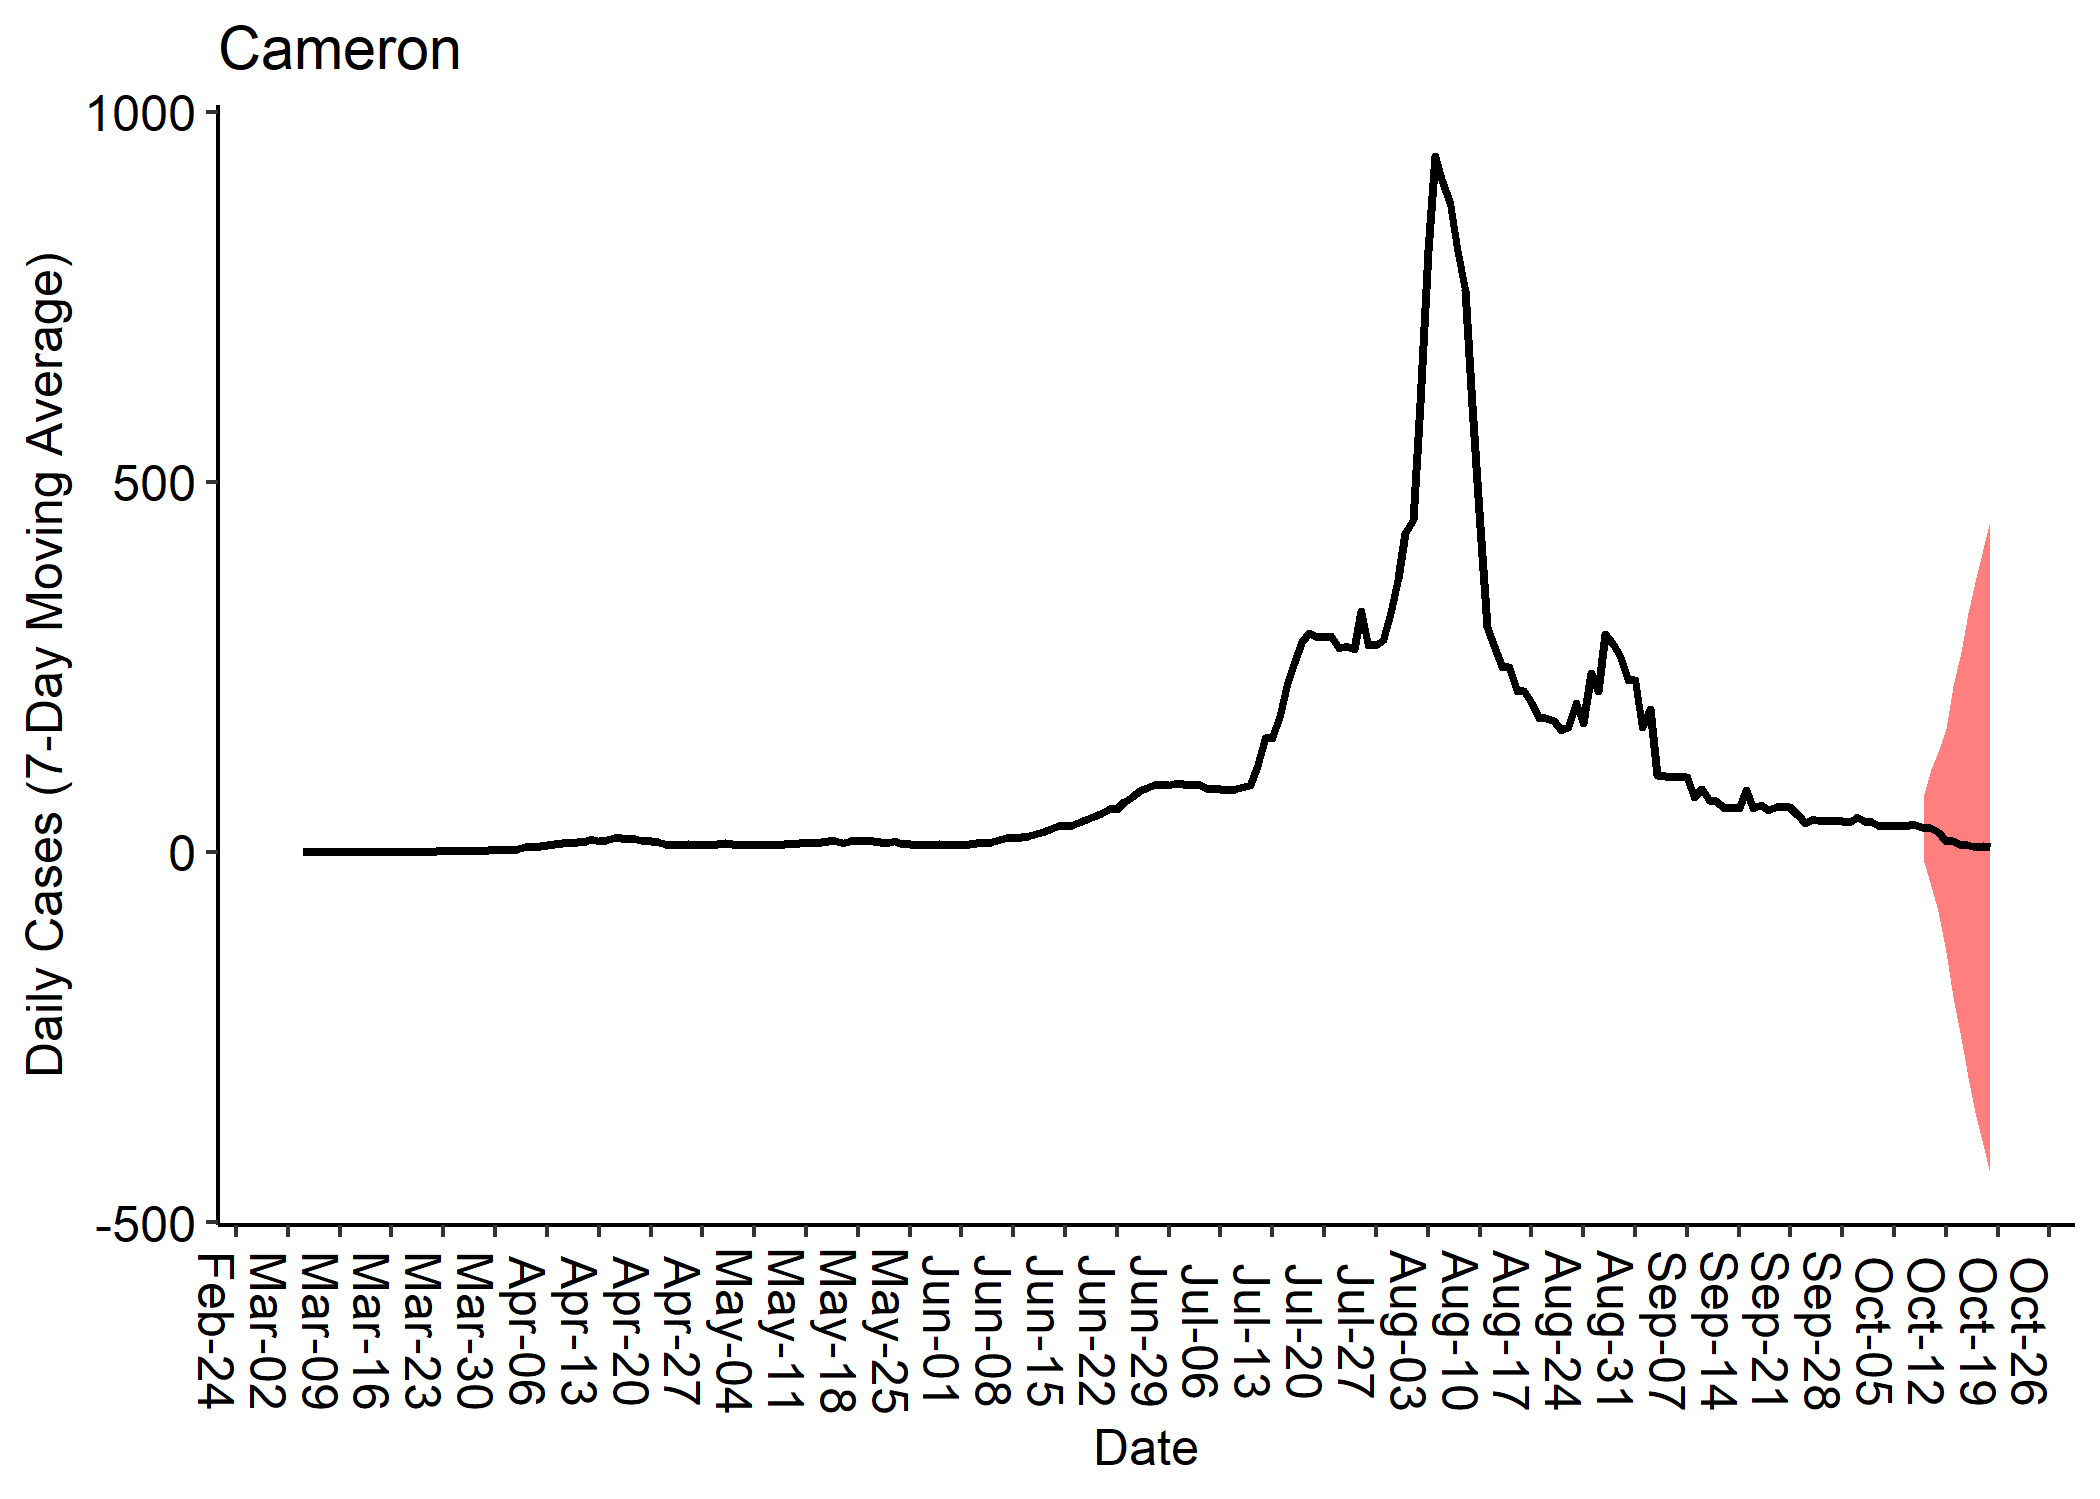 Cameron
Daily Cases (7-Day Moving Average)
1000
500
0
-500
Feb-24
Mar-02
Mar-09
Mar-16
Mar-23
Mar-30
Apr-06
Apr-13
Apr-20
Apr-27
May-04
May-11
May-18
May-25
Jun-01
Jun-08
Jun-15
Jun-22
Jun-29
Jul-06
Jul-13
Jul-20
Jul-27
Aug-03
Aug-10
Aug-17
Aug-24
Aug-31
Sep-07
Sep-14
Sep-21
Sep-28
Oct-05
Oct-12
Oct-19
Oct-26
Date